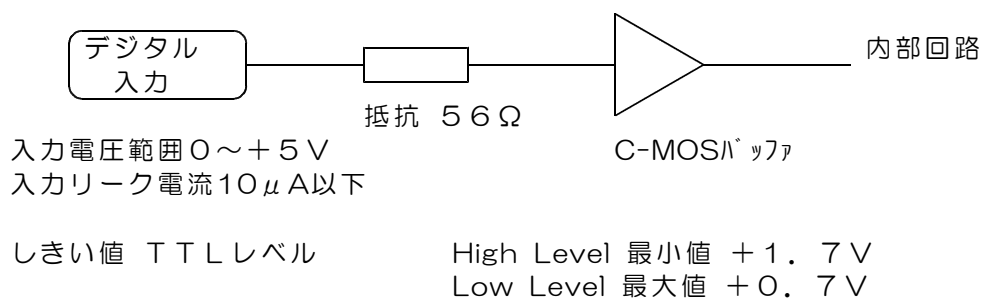 デジタル
入力
内部回路
抵抗 56Ω
入力電圧範囲0~+5V
C-MOSバッファ
入力リーク電流10μA以下
しきい値 TTLレベル
High Level 最小値 +1.7V
Low Level 最大値 +0.7V